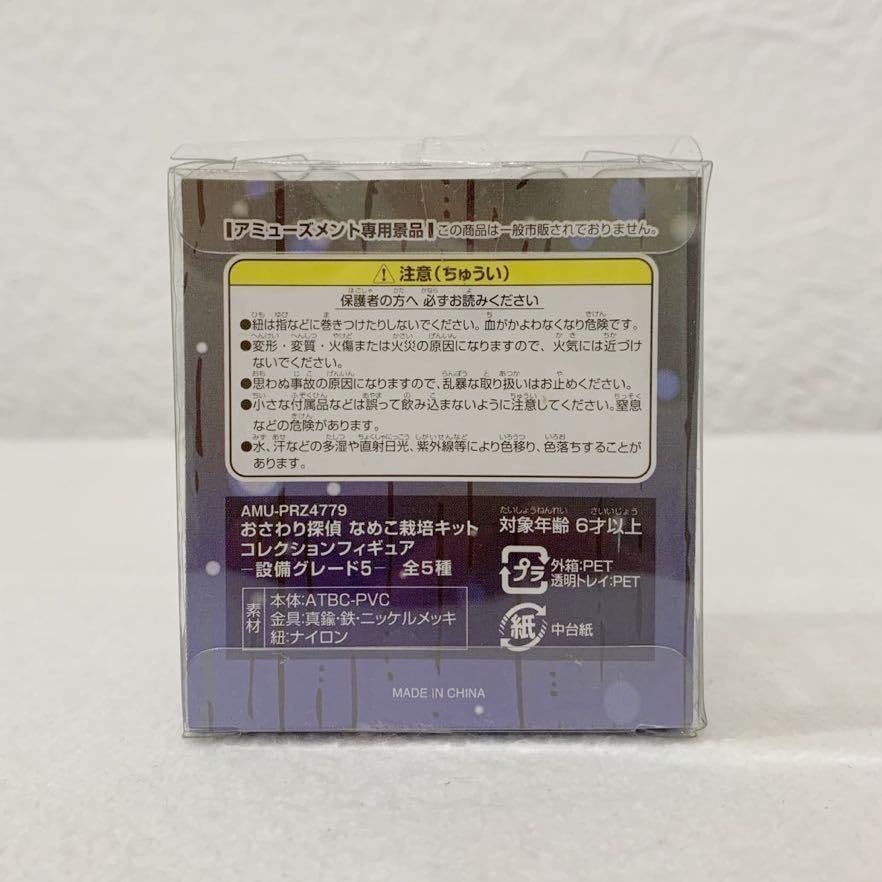 【アミューズメント専用景品】この商品は一般市販されておりません。
⚠注意(ちゅうい)
保護者の方へ 必ずお読みください
●紐は指などに巻きつけたりしないでください。血がかよわなくなり危険です。
●変形・変質・火傷または火災の原因になりますので、火気には近づけ
ないでください。
●思わぬ事故の原因になりますので、乱暴な取り扱いはお止めください。
●小さな付属品などは誤って飲み込まないように注意してください。窒息
などの危険があります。
●水、汗などの多湿や直射日光、紫外線等により色移り、色落ちすることが
あります。
AMU-PRZ4779
おさわり探偵 なめこ栽培キット
コレクションフィギュア
-設備グレード5- 全5種
素材
本体:ATBC-PVC
金具:真鍮・鉄・ニッケルメッキ
紐:ナイロン
たいしょうねんれい さいいじょう
対象年齢 6才以上
プラ
外箱:PET
透明トレイ:PET
紙
中台紙
MADE IN CHINA